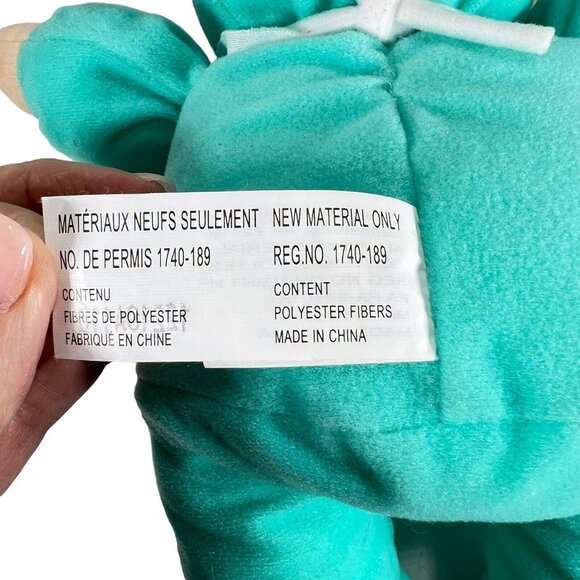 MATÉRIAUX NEUFS SEULEMENT
NO. DE PERMIS 1740-189
CONTENU
FIBRES DE POLYESTER
FABRIQUÉ EN CHINE
NEW MATERIAL ONLY
REG.NO. 1740-189
CONTENT
POLYESTER FIBERS
MADE IN CHINA